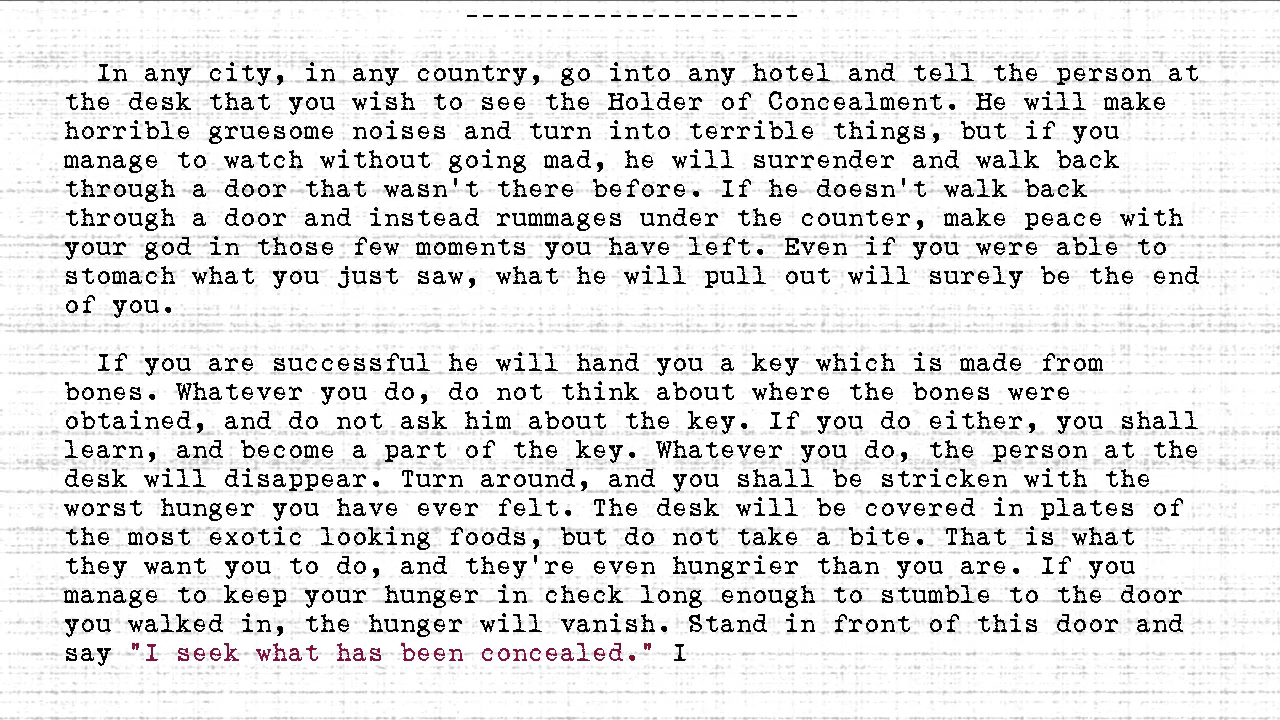 ---------------------
In any city, in any country, go into any hotel and tell the person at
the desk that you wish to see the Holder of Concealment. He will make
horrible gruesome noises and turn into terrible things, but if you
manage to watch without going mad, he will surrender and walk back
through a door that wasn't there before. If he doesn't walk back
through a door and instead rummages under the counter, make peace with
your god in those few moments you have left. Even if you were able to
stomach what you just saw, what he will pull out will surely be the end
of you.
If you are successful he will hand you a key which is made from
bones. Whatever you do, do not think about where the bones were
obtained, and do not ask him about the key. If you do either, you shall
learn, and become a part of the key. Whatever you do, the person at the
desk will disappear. Turn around, and you shall be stricken with the
worst hunger you have ever felt. The desk will be covered in plates of
the most exotic looking foods, but do not take a bite. That is what
they want you to do, and they're even hungrier than you are. If you
manage to keep your hunger in check long enough to stumble to the door
you walked in, the hunger will vanish. Stand in front of this door and
say "I seek what has been concealed." I